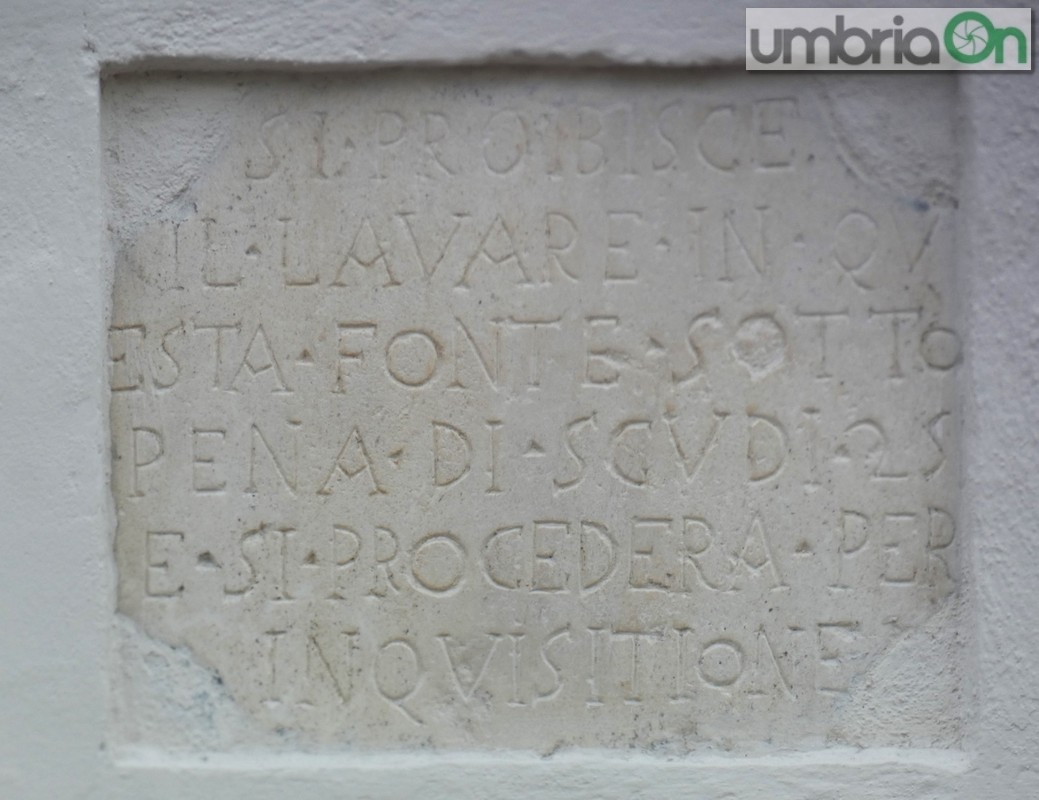 umbriaOn
SI·PROIBISCE
IL·LAVARE·IN·QV
ESTA·FONTE·SOTTO
PENA·DI·SCVDI·25
E·SI·PROCEDERA·PER
INQVISITIONE